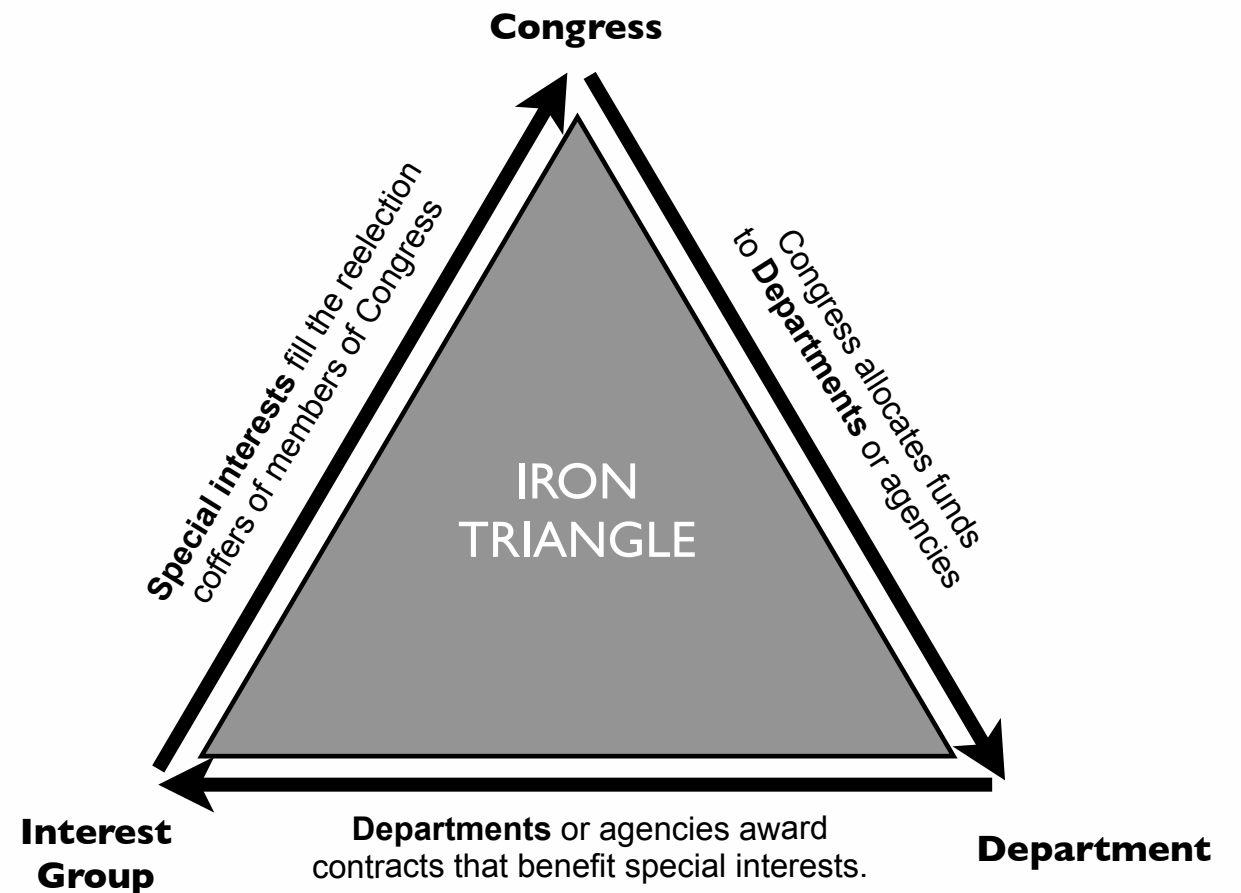 Congress
Special interests fill the reelection
coffers of members of Congress
Congress allocates funds
to Departments or agencies
IRON
TRIANGLE
Interest
Group
Departments or agencies award
contracts that benefit special interests.
Department